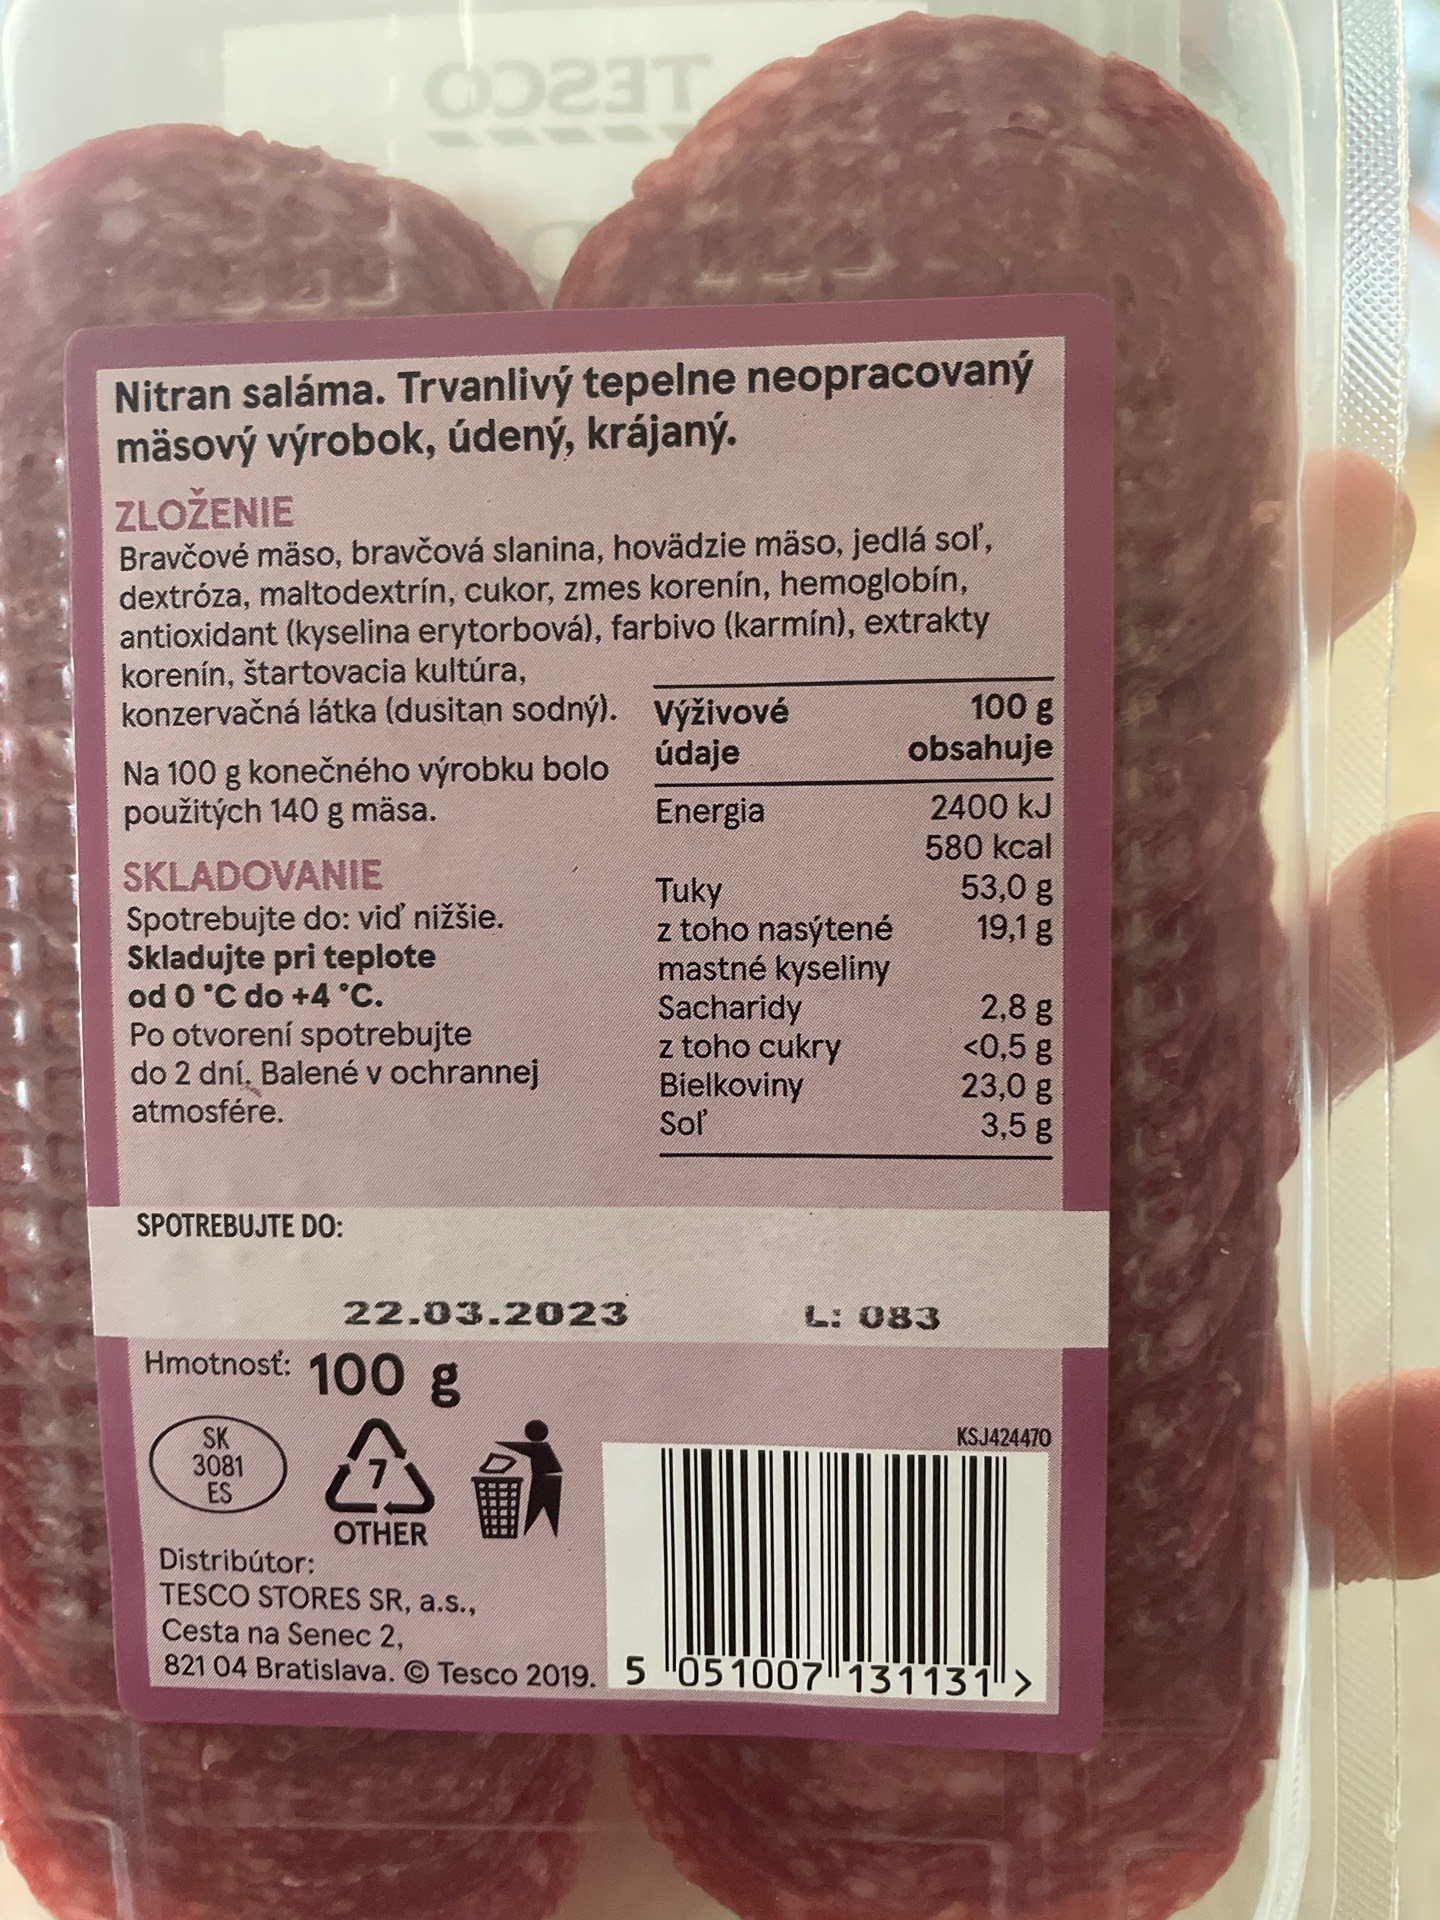 TESCO
Nitran saláma. Trvanlivý tepelne neopracovaný
mäsový výrobok, údený, krájaný.
ZLOŽENIE
Bravčové mäso, bravčová slanina, hovädzie mäso, jedlá soľ,
dextróza, maltodextrín, cukor, zmes korenín, hemoglobín,
antioxidant (kyselina erytorbová), farbivo (karmín), extrakty
korenín, štartovacia kultúra,
konzervačná látka (dusitan sodný).
Na 100 g konečného výrobku bolo
použitých 140 g mäsa.
SKLADOVANIE
Spotrebujte do: viď nižšie.
Skladujte pri teplote
od 0 °C do +4 °C.
Po otvorení spotrebujte
do 2 dní. Balené v ochrannej
atmosfére.
Výživové 100 g
údaje obsahuje
Energia 2400 kJ
580 kcal
Tuky 53,0 g
z toho nasýtené 19,1 g
mastné kyseliny
Sacharidy 2,8 g
z toho cukry <0,5 g
Bielkoviny 23,0 g
Soľ 3,5 g
SPOTREBUJTE DO:
22.03.2023 L: 083
Hmotnosť: 100 g
SK
3081
ES
7
OTHER
KSJ424470
Distribútor:
TESCO STORES SR, a.s.,
Cesta na Senec 2,
821 04 Bratislava. © Tesco 2019.
5 051007 131131 >